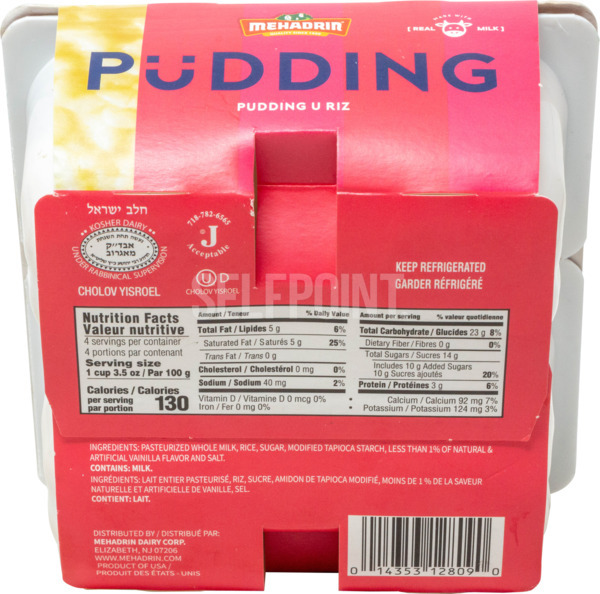 MEHADRIN
MADE WITH
[ REAL MILK ]
PUDDING
PUDDING U RIZ
חלב ישראל
KOSHER DAIRY
UNDER RABBINICAL SUPERVISION
אבד״ק
מאגרוב
CHOLOV YISROEL
718-782-6565
J
Acceptable
U D
CHOLOV YISROEL
SELFPOINT
KEEP REFRIGERATED
GARDER RÉFRIGÉRÉ
Nutrition Facts
Valeur nutritive
4 servings per container
4 portions par contenant
Serving size
1 cup 3.5 oz / Par 100 g
Calories / Calories
per serving
par portion 130
Amount / Teneur % Daily Value
Total Fat / Lipides 5 g 6%
Saturated Fat / Saturés 5 g 25%
Trans Fat / Trans 0 g
Cholesterol / Cholestérol 0 mg 0%
Sodium / Sodium 40 mg 2%
Vitamin D / Vitamine D 0 mcg 0%
Iron / Fer 0 mg 0%
Amount per serving % valeur quotidienne
Total Carbohydrate / Glucides 23 g 8%
Dietary Fiber / Fibres 0 g 0%
Total Sugars / Sucres 14 g
Includes 10 g Added Sugars
10 g Sucres ajoutés 20%
Protein / Protéines 3 g 6%
Calcium / Calcium 92 mg 7%
Potassium / Potassium 124 mg 3%
INGREDIENTS: PASTEURIZED WHOLE MILK, RICE, SUGAR, MODIFIED TAPIOCA STARCH, LESS THAN 1% OF NATURAL &
ARTIFICIAL VAINILLA FLAVOR AND SALT.
CONTAINS: MILK.
INGRÉDIENTS: LAIT ENTIER PASTEURISÉ, RIZ, SUCRE, AMIDON DE TAPIOCA MODIFIÉ, MOINS DE 1 % DE LA SAVEUR
NATURELLE ET ARTIFICIELLE DE VANILLE, SEL.
CONTIENT: LAIT.
DISTRIBUTED BY / DISTRIBUÉ PAR:
MEHADRIN DAIRY CORP.
ELIZABETH, NJ 07206
WWW.MEHADRIN.COM
PRODUCT OF USA /
PRODUIT DES ÉTATS - UNIS
0 14353 12809 0